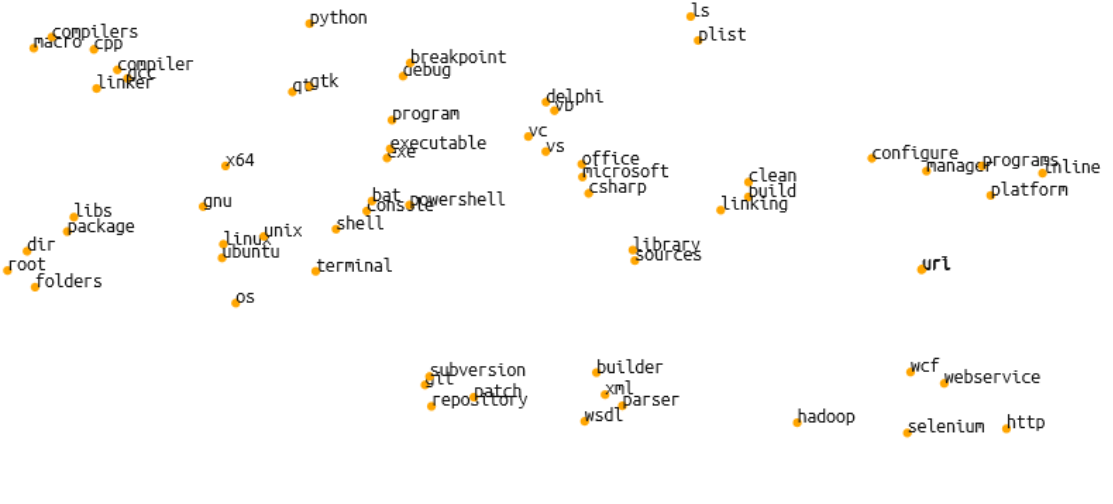 ls
python
compilers
plist
macro
cpp
breakpoint
compiler
debug
gcc
linker
gtk
qt
delphi
vb
program
vc
executable
vs
exe
configure
office
x64
programs
manager
inline
microsoft
clean
csharp
platform
build
bat
powershell
gnu
console
linking
libs
shell
package
unix
linux
dir
library
ubuntu
sources
root
terminal
folders
os
subversion
builder
wcf
git
webservice
xml
patch
repository
parser
wsdl
hadoop
http
selenium